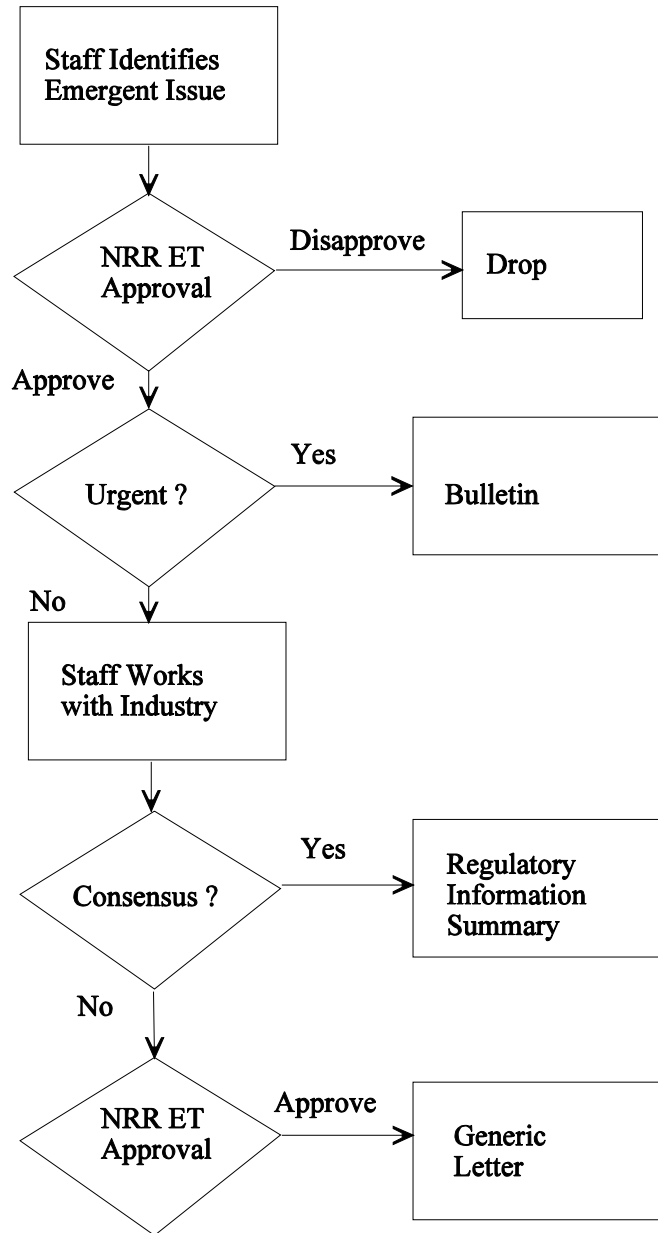 Staff Identifies
Emergent Issue
NRR ET
Approval
Disapprove
Drop
Approve
Urgent ?
Yes
Bulletin
No
Staff Works
with Industry
Consensus ?
Yes
Regulatory
Information
Summary
No
NRR ET
Approval
Approve
Generic
Letter